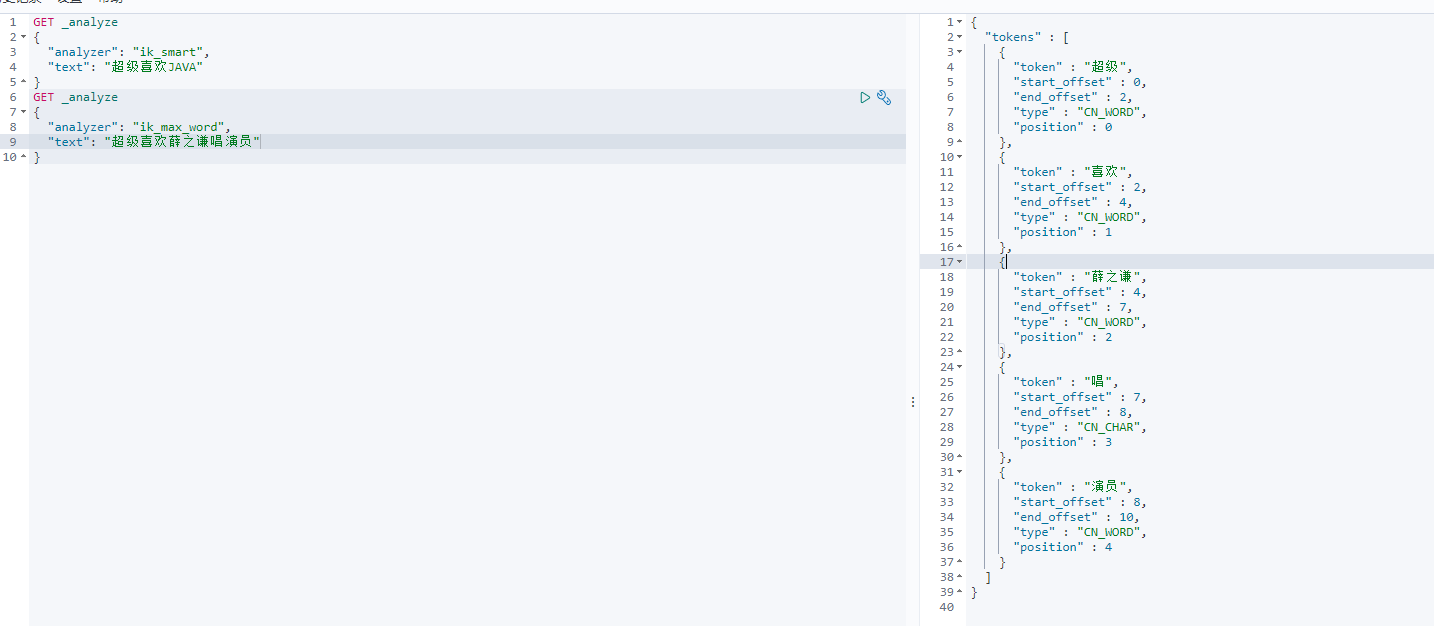 GET _analyze
{
"analyzer": "ik_smart",
"text": "超级喜欢JAVA"
}
GET _analyze
{
"analyzer": "ik_max_word",
"text": "超级喜欢薛之谦唱演员"
}
1
2
3
4
5
6
7
8
9
10
{
"tokens" : [
{
"token" : "超级",
"start_offset" : 0,
"end_offset" : 2,
"type" : "CN_WORD",
"position" : 0
},
{
"token" : "喜欢",
"start_offset" : 2,
"end_offset" : 4,
"type" : "CN_WORD",
"position" : 1
},
{
"token" : "薛之谦",
"start_offset" : 4,
"end_offset" : 7,
"type" : "CN_WORD",
"position" : 2
},
{
"token" : "唱",
"start_offset" : 7,
"end_offset" : 8,
"type" : "CN_CHAR",
"position" : 3
},
{
"token" : "演员",
"start_offset" : 8,
"end_offset" : 10,
"type" : "CN_WORD",
"position" : 4
}
]
}
1
2
3
4
5
6
7
8
9
10
11
12
13
14
15
16
17
18
19
20
21
22
23
24
25
26
27
28
29
30
31
32
33
34
35
36
37
38
39
40